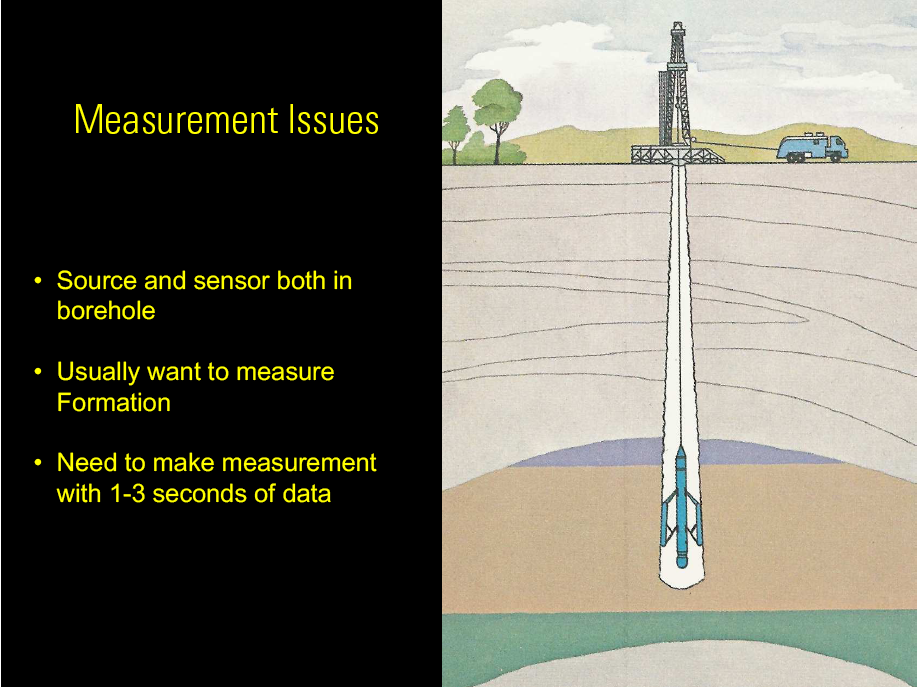 Measurement Issues
• Source and sensor both in
borehole
• Usually want to measure
Formation
• Need to make measurement
with 1-3 seconds of data